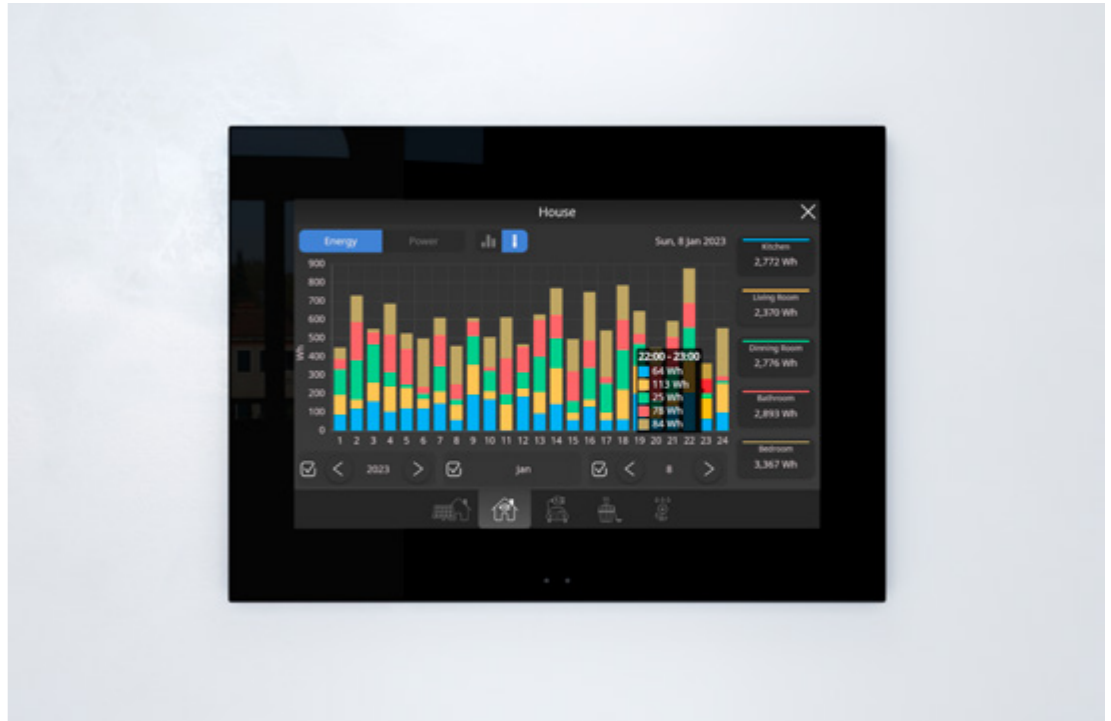 House
Energy
Power
Sun, 8 Jan 2023
Wh
900
800
700
600
500
400
300
200
100
0
1 2 3 4 5 6 7 8 9 10 11 12 13 14 15 16 17 18 19 20 21 22 23 24
22:00 - 23:00
64 Wh
113 Wh
25 Wh
78 Wh
84 Wh
Kitchen
2,772 Wh
Living Room
2,370 Wh
Dinning Room
2,776 Wh
Bathroom
2,893 Wh
Bedroom
3,367 Wh
2023
Jan
8